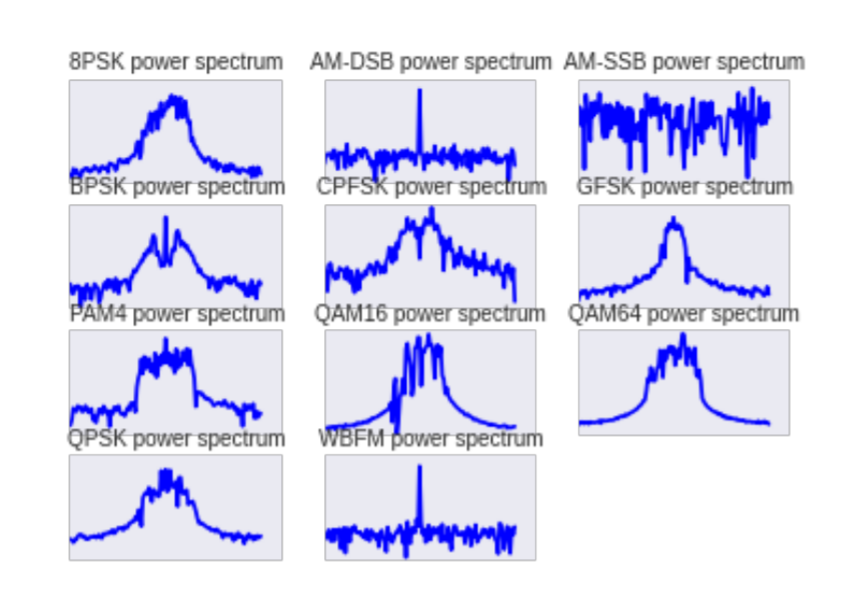 8PSK power spectrum
AM-DSB power spectrum
AM-SSB power spectrum
BPSK power spectrum
CPFSK power spectrum
GFSK power spectrum
PAM4 power spectrum
QAM16 power spectrum
QAM64 power spectrum
QPSK power spectrum
WBFM power spectrum